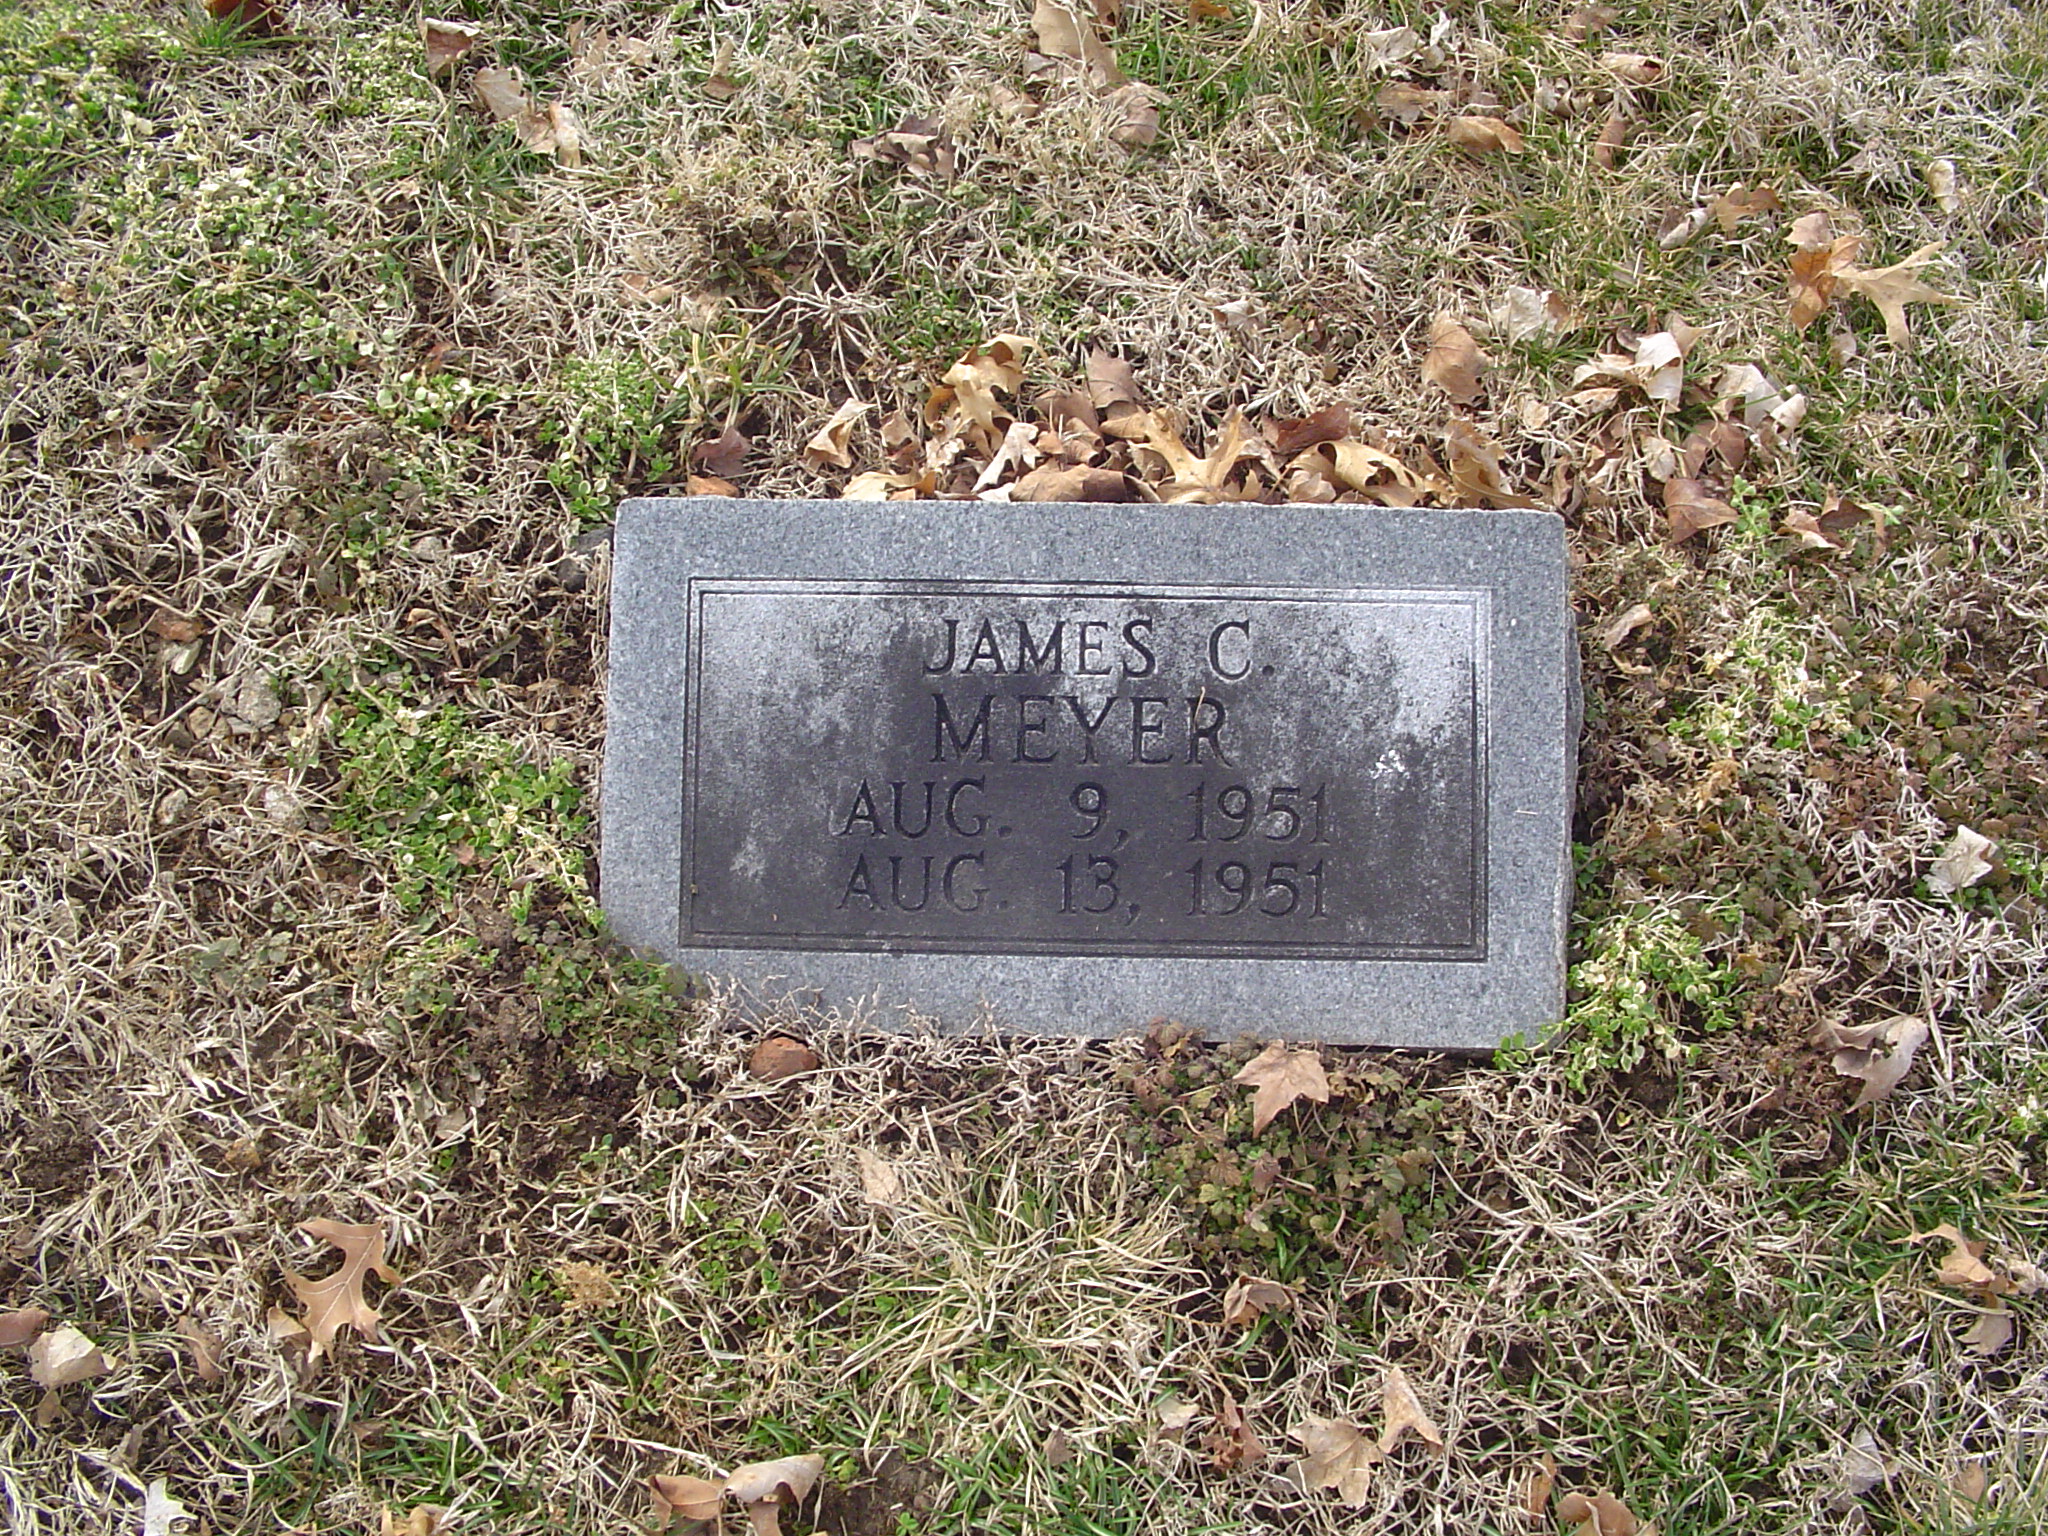 JAMES C.
MEYER
AUG. 9, 1951
AUG. 13, 1951